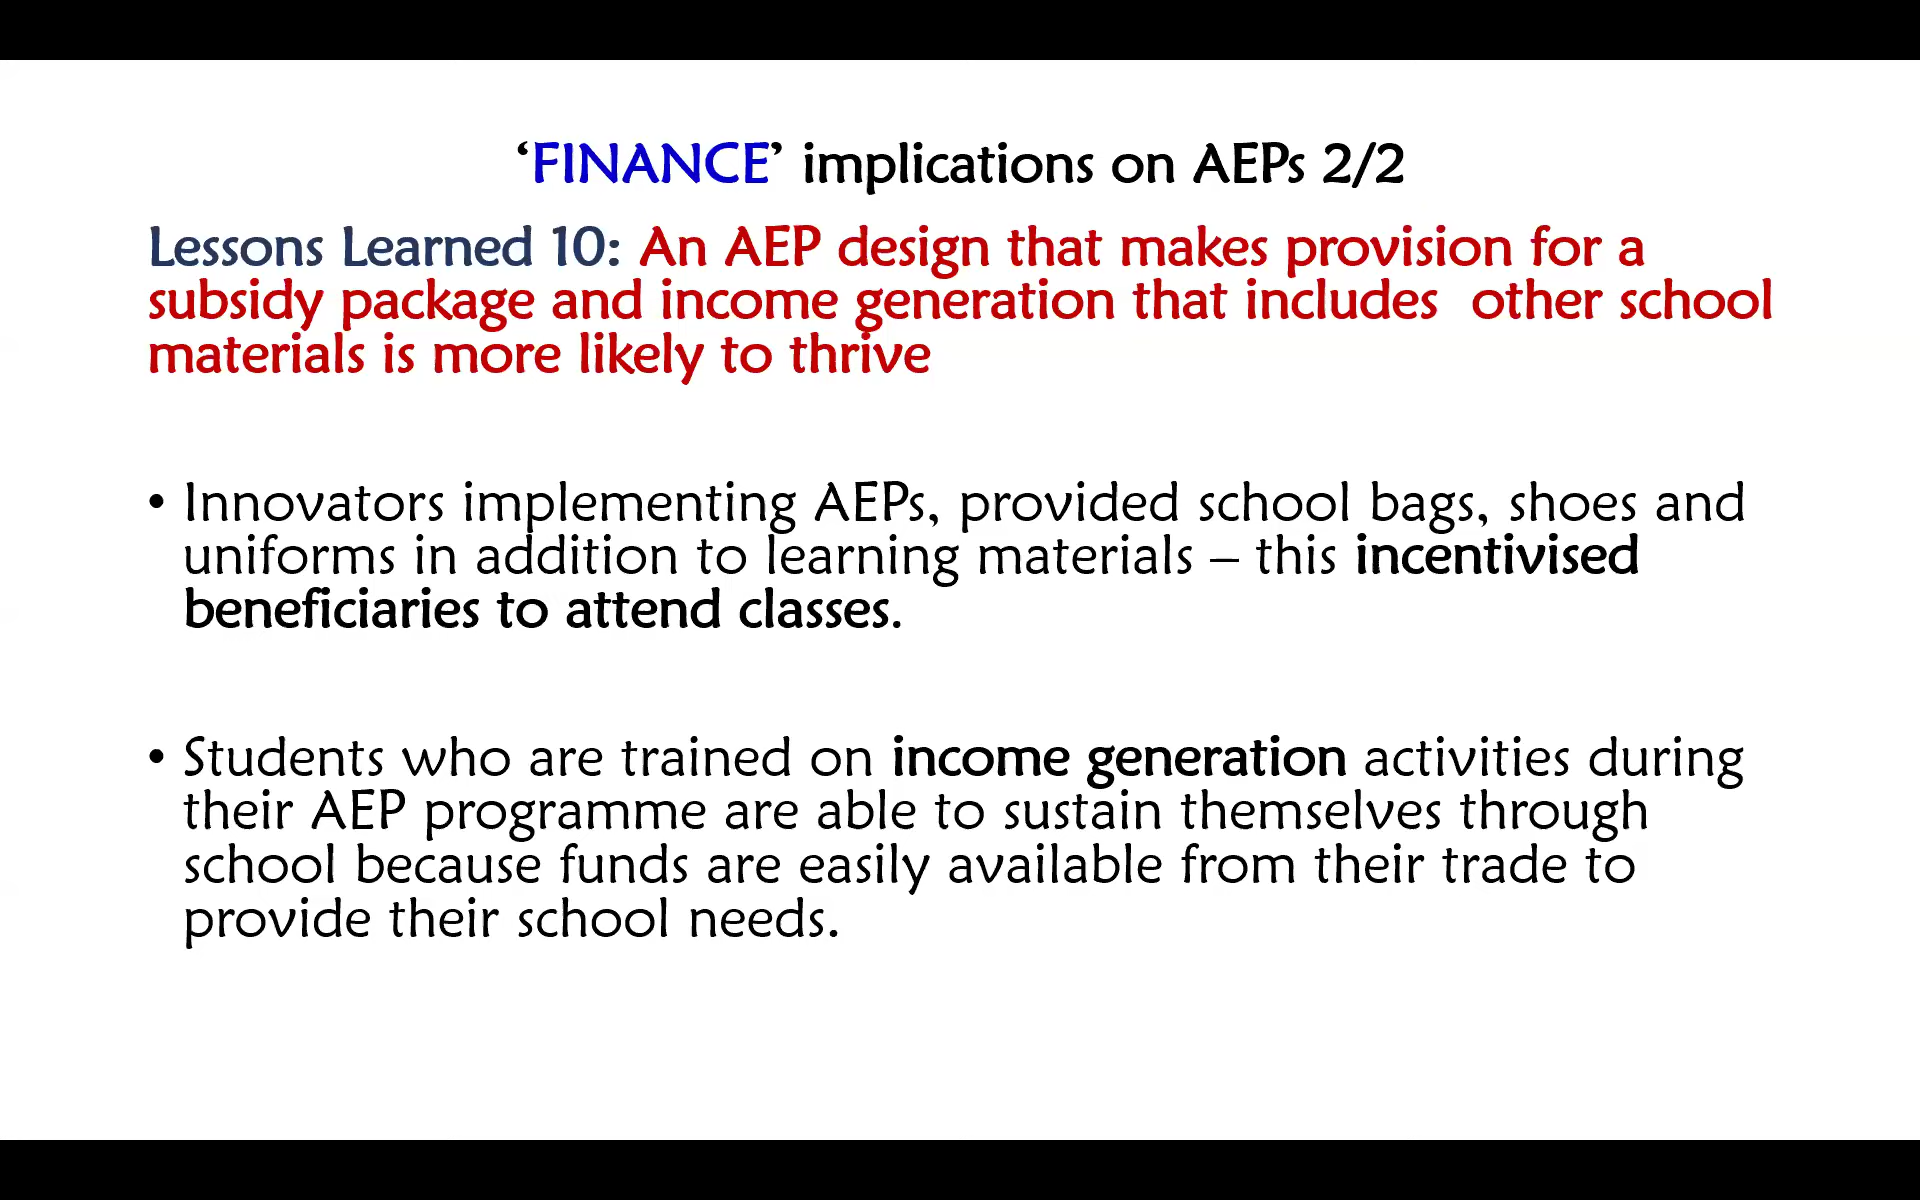 ‘FINANCE’ implications on AEPs 2/2
Lessons Learned 10: An AEP design that makes provision for a
subsidy package and income generation that includes  other school
materials is more likely to thrive
• Innovators implementing AEPs, provided school bags, shoes and
uniforms in addition to learning materials – this incentivised
beneficiaries to attend classes.
• Students who are trained on income generation activities during
their AEP programme are able to sustain themselves through
school because funds are easily available from their trade to
provide their school needs.